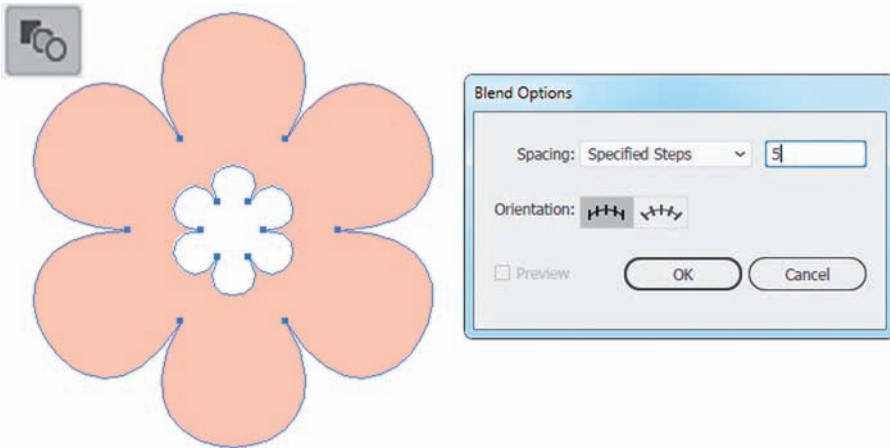 Blend Options
Spacing: Specified Steps 5
Orientation:
Preview OK Cancel